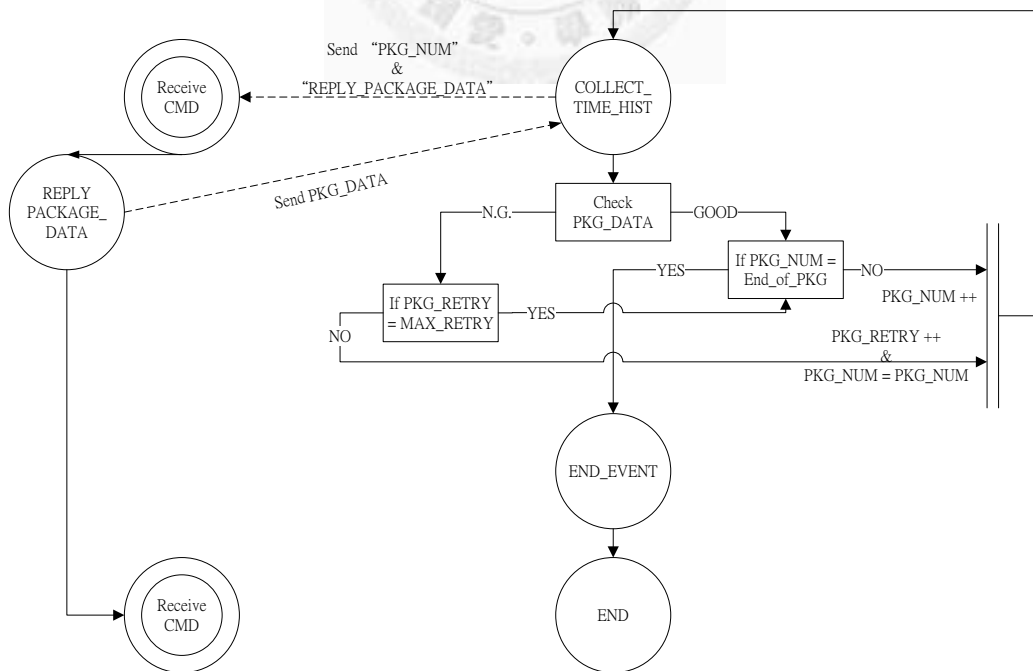 Send “PKG_NUM”
&
“REPLY_PACKAGE_DATA”
Receive
CMD
COLLECT_
TIME_HIST
REPLY
PACKAGE_
DATA
Send PKG_DATA
Check
PKG_DATA
N.G.
GOOD
If PKG_NUM =
End_of_PKG
YES
NO
PKG_NUM ++
If PKG_RETRY
= MAX_RETRY
YES
NO
PKG_RETRY ++
&
PKG_NUM = PKG_NUM
END_EVENT
Receive
CMD
END